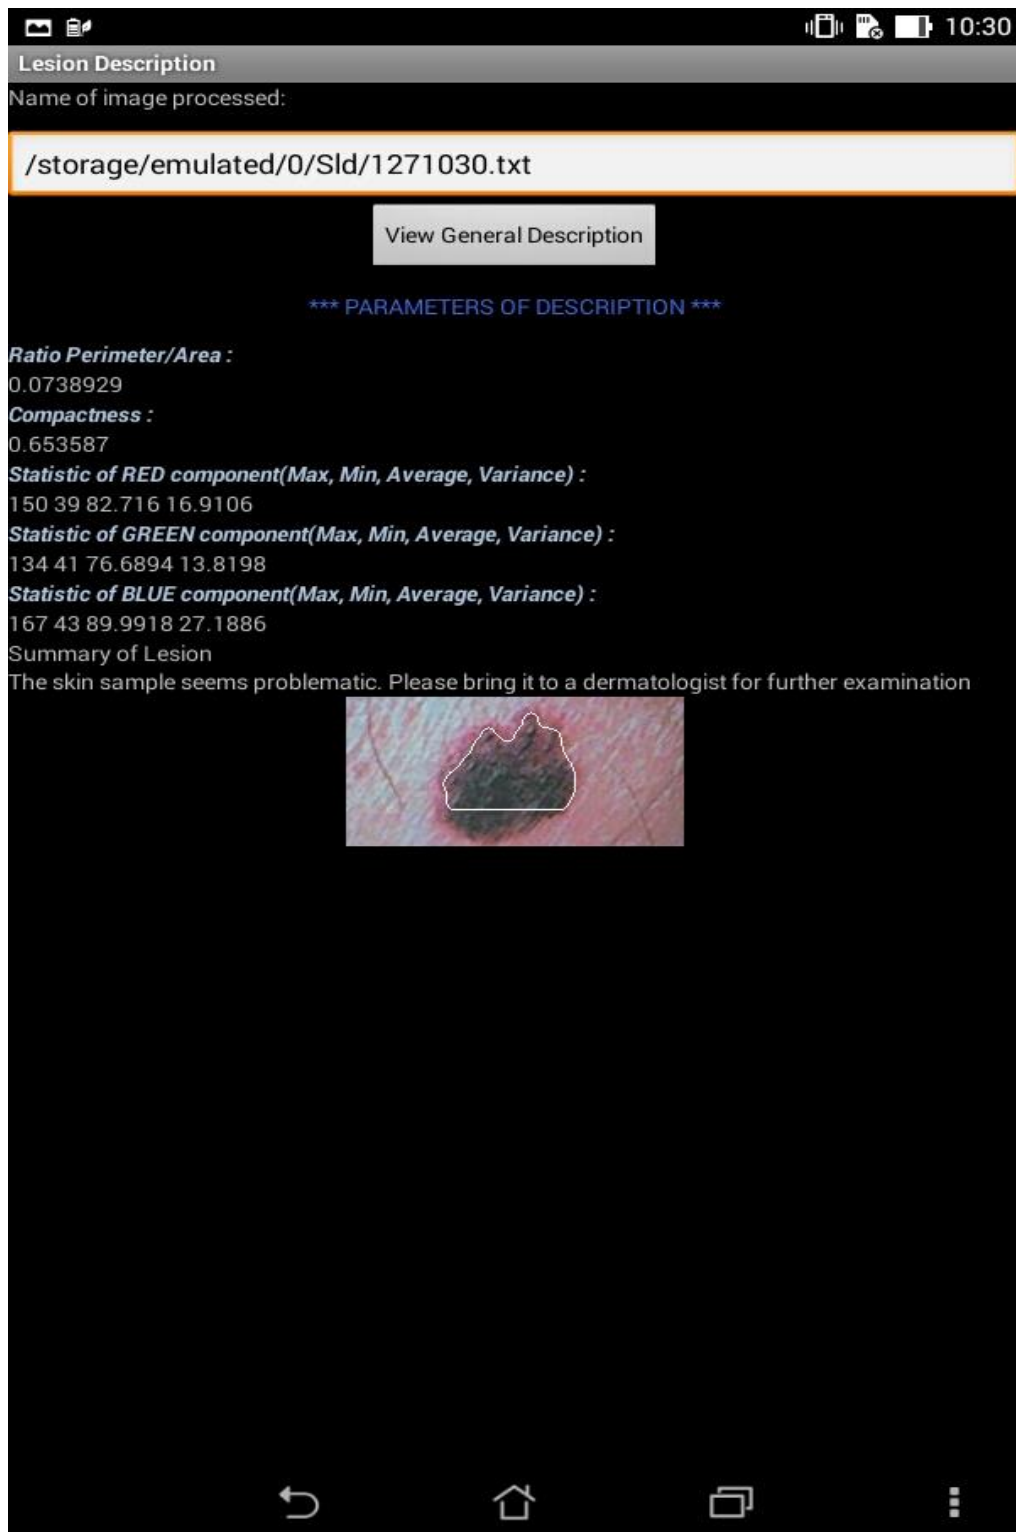 10:30
Lesion Description
Name of image processed:
/storage/emulated/0/Sld/1271030.txt
View General Description
*** PARAMETERS OF DESCRIPTION ***
Ratio Perimeter/Area :
0.0738929
Compactness :
0.653587
Statistic of RED component(Max, Min, Average, Variance) :
150 39 82.716 16.9106
Statistic of GREEN component(Max, Min, Average, Variance) :
134 41 76.6894 13.8198
Statistic of BLUE component(Max, Min, Average, Variance) :
167 43 89.9918 27.1886
Summary of Lesion
The skin sample seems problematic. Please bring it to a dermatologist for further examination